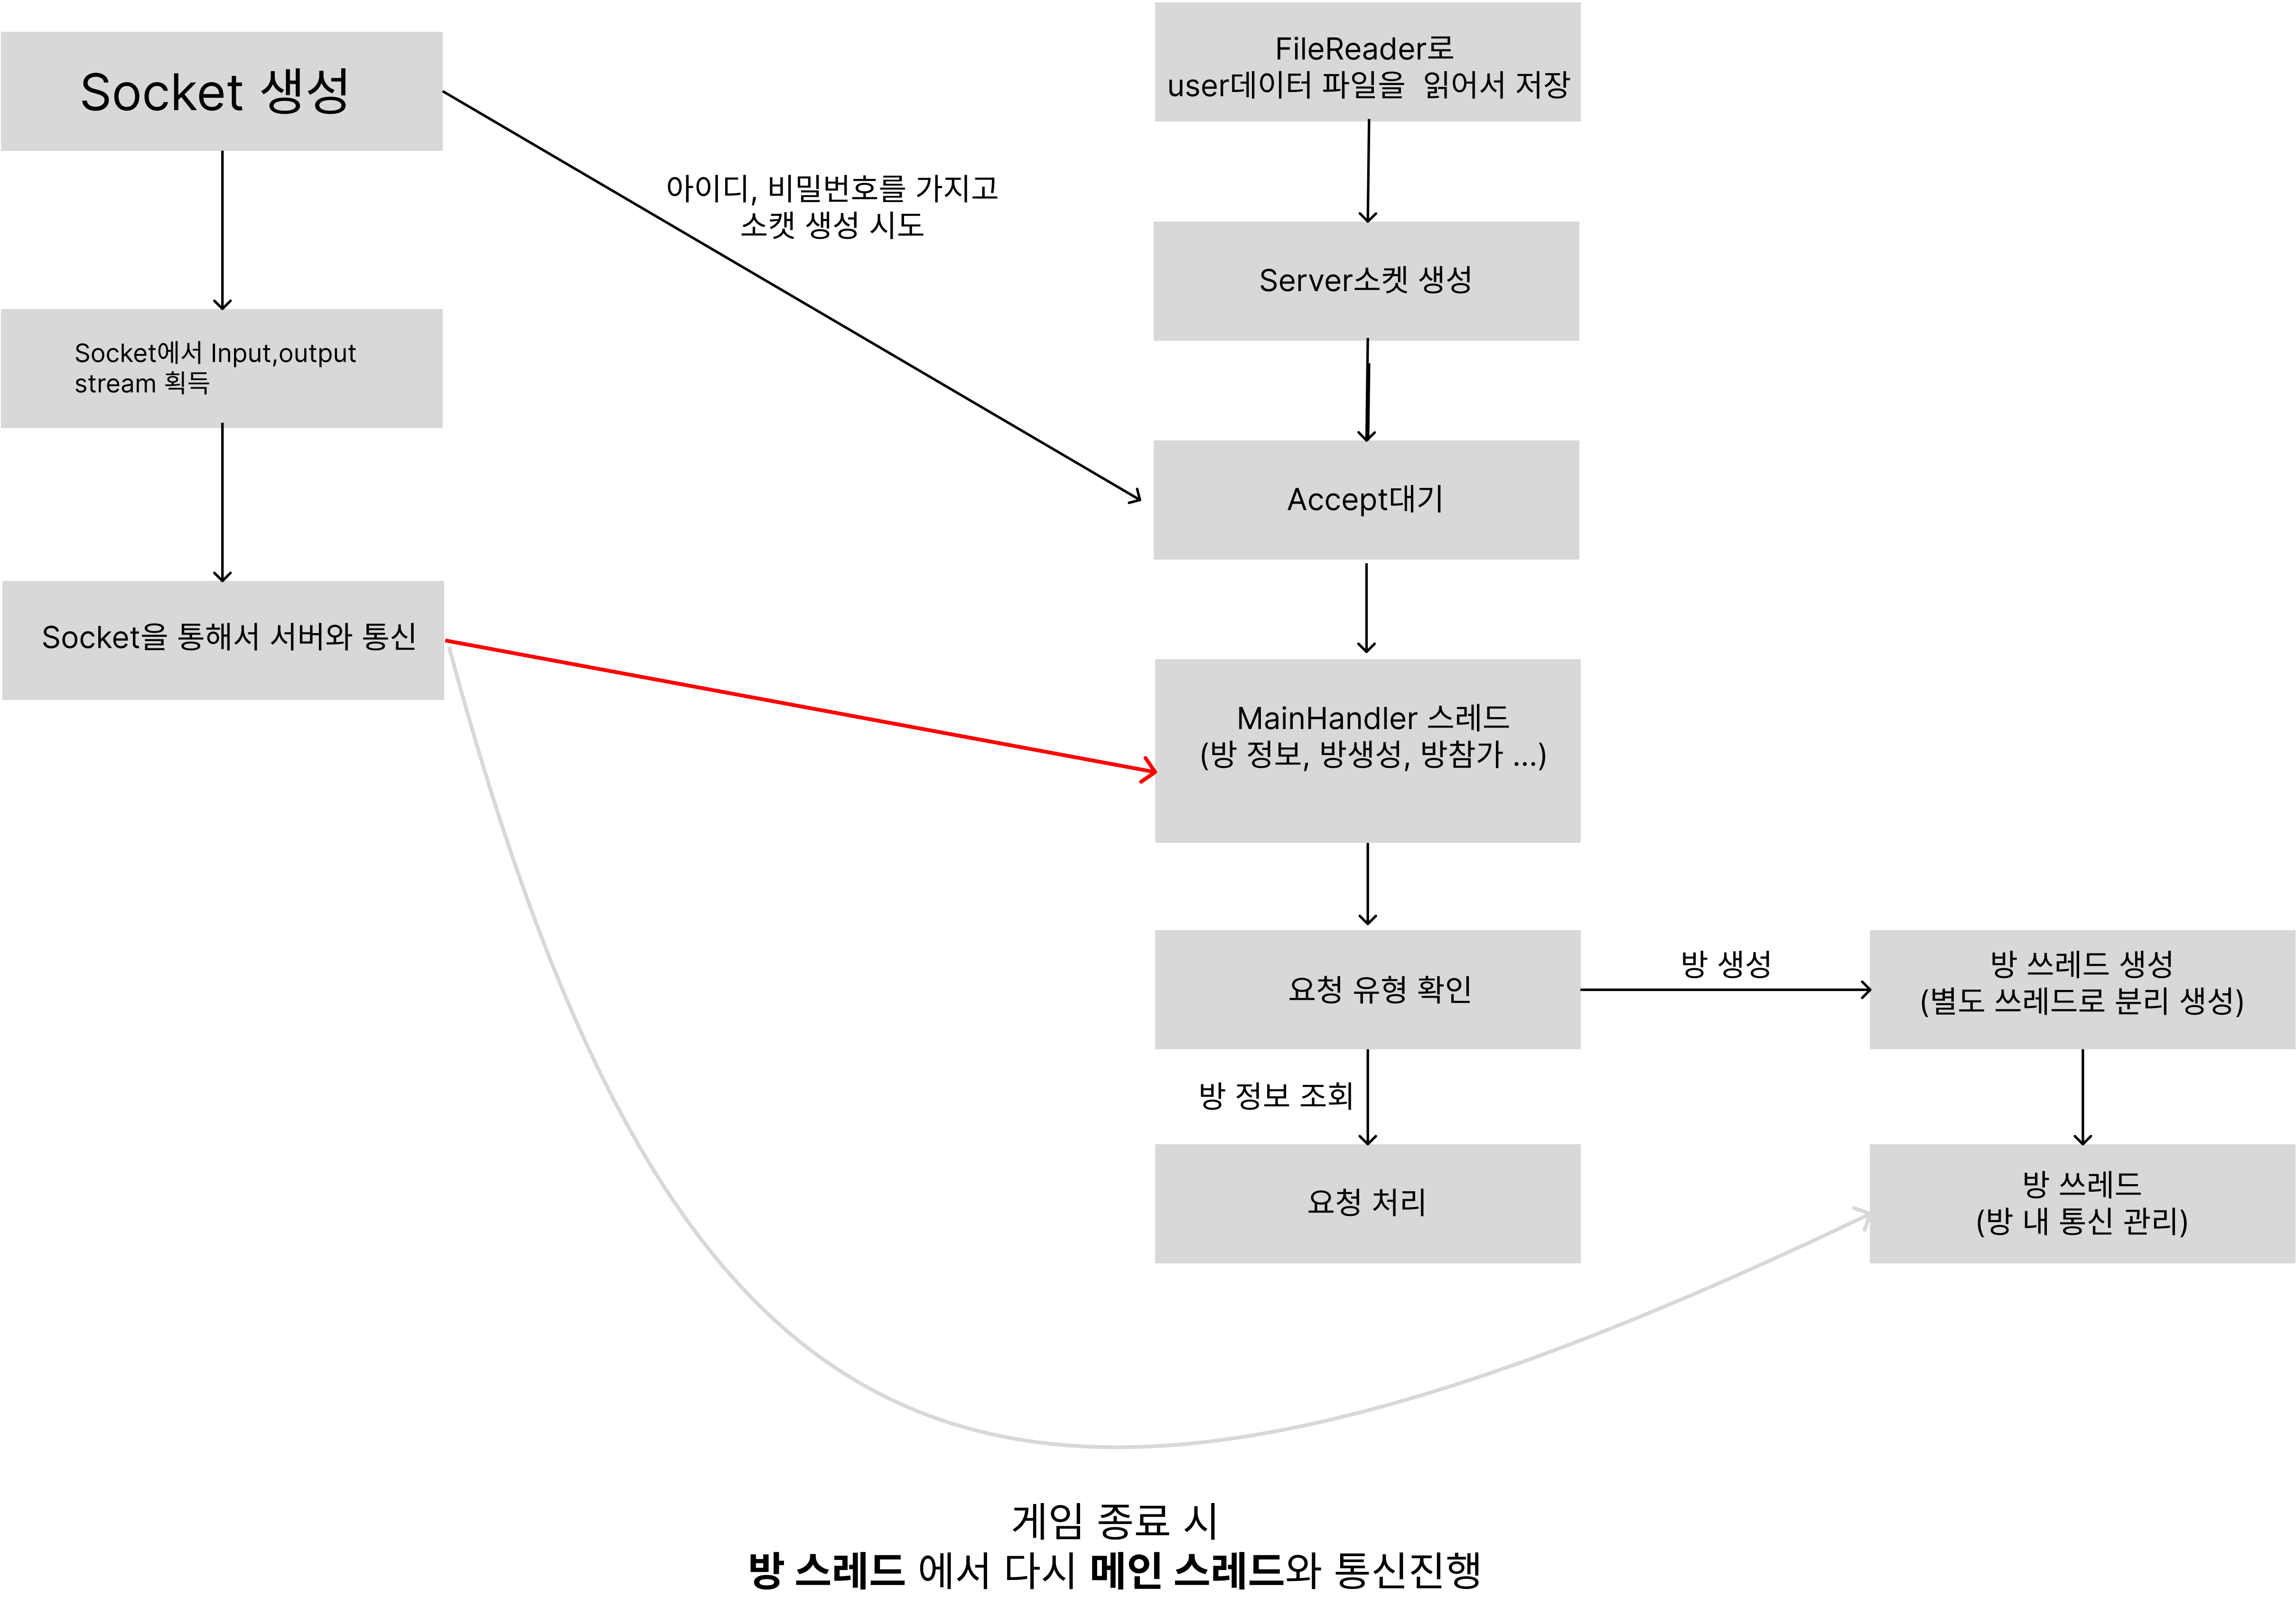 Socket 생성
Socket에서 Input,output
stream 획득
Socket을 통해서 서버와 통신
아이디, 비밀번호를 가지고
소캣 생성 시도
FileReader로
user데이터 파일을 읽어서 저장
Server소켓 생성
Accept대기
MainHandler 스레드
(방 정보, 방생성, 방참가 ...)
요청 유형 확인
방 생성
방 쓰레드 생성
(별도 쓰레드로 분리 생성)
방 정보 조회
요청 처리
방 쓰레드
(방 내 통신 관리)
게임 종료 시
방 스레드 에서 다시 메인 스레드와 통신진행